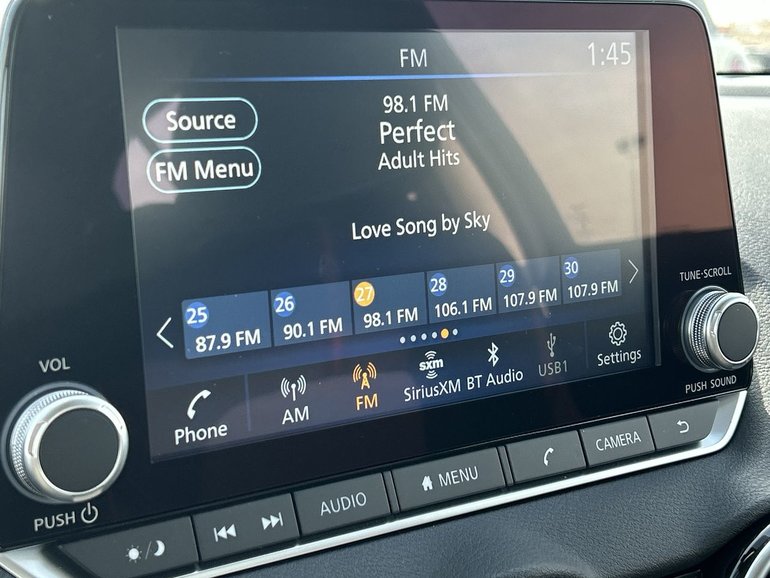 FM
1:45
Source
98.1 FM
Perfect
FM Menu
Adult Hits
Love Song by Sky
25 26 27 28 29 30
87.9 FM 90.1 FM 98.1 FM 106.1 FM 107.9 FM 107.9 FM
Phone AM FM SXM SiriusXM BT Audio USB1 Settings
VOL
PUSH
TUNE·SCROLL
PUSH SOUND
AUDIO MENU CAMERA